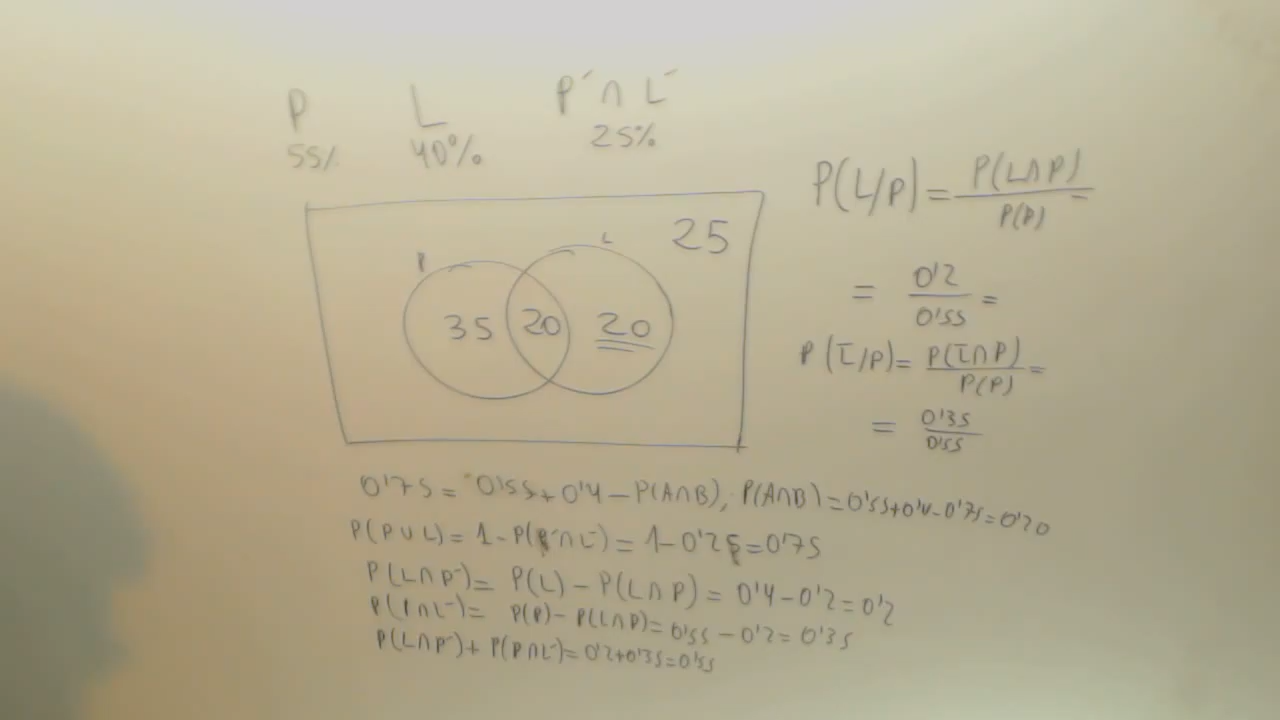 P L P¯ ∩ L¯
55% 40% 25%
P L 25
35 20 20
P(L/P) = P(L∩P) / P(P) =
= 0'2 / 0'55 =
P(L̄/P) = P(L̄∩P) / P(P) =
= 0'35 / 0'55
0'75 = 0'55 + 0'4 − P(A∩B), P(A∩B) = 0'55 + 0'4 − 0'75 = 0'20
P(P∪L) = 1 − P(P¯∩L¯) = 1 − 0'25 = 0'75
P(L∩P¯) = P(L) − P(L∩P) = 0'4 − 0'2 = 0'2
P(P∩L¯) = P(P) − P(L∩P) = 0'55 − 0'2 = 0'35
P(L∩P¯) + P(P∩L¯) = 0'2 + 0'35 = 0'55